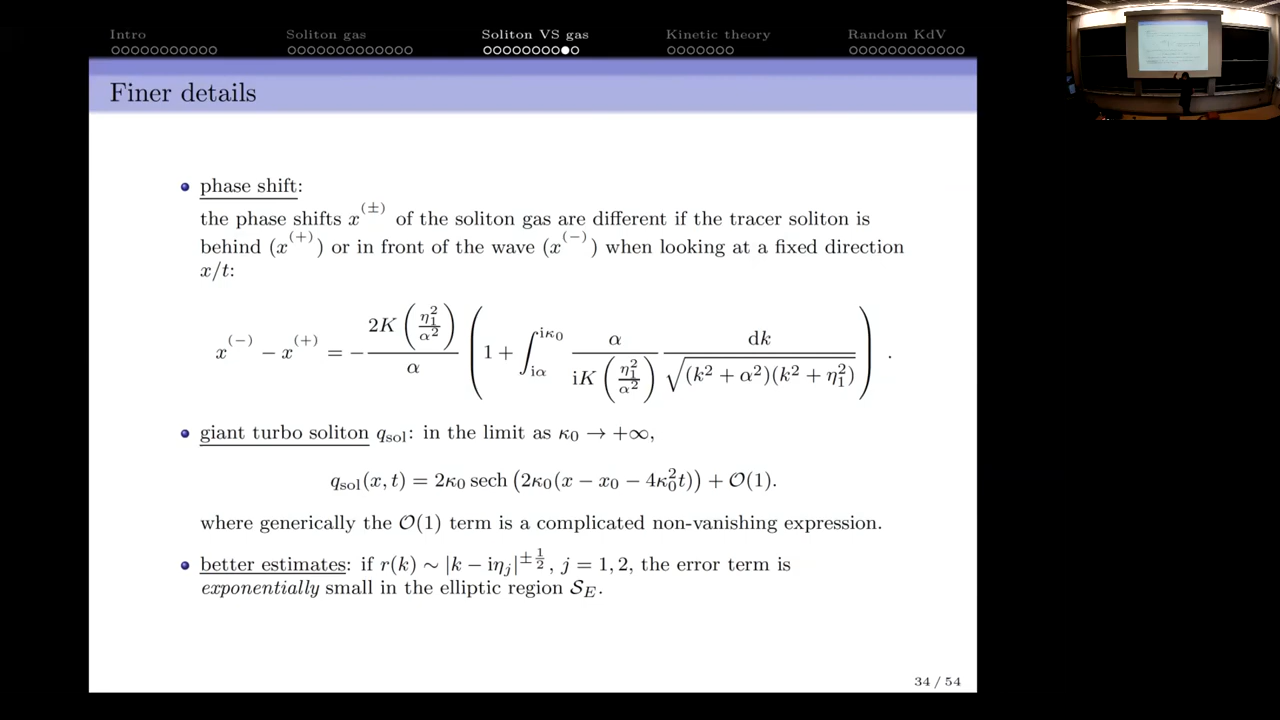 Intro Soliton gas Soliton VS gas Kinetic theory Random KdV
Finer details
phase shift:
the phase shifts x^(±) of the soliton gas are different if the tracer soliton is
behind (x^(+)) or in front of the wave (x^(−)) when looking at a fixed direction
x/t:
x^(−) − x^(+) = − 2K(η₁²/α²)/α (1 + ∫_{iα}^{iκ₀} α/(iK(η₁²/α²)) dk/√((k² + α²)(k² + η₁²))) .
giant turbo soliton q_sol: in the limit as κ₀ → +∞,
q_sol(x, t) = 2κ₀ sech (2κ₀(x − x₀ − 4κ₀²t)) + O(1).
where generically the O(1) term is a complicated non-vanishing expression.
better estimates: if r(k) ∼ |k − iη_j|^{±1/2}, j = 1, 2, the error term is
exponentially small in the elliptic region S_E.
34 / 54